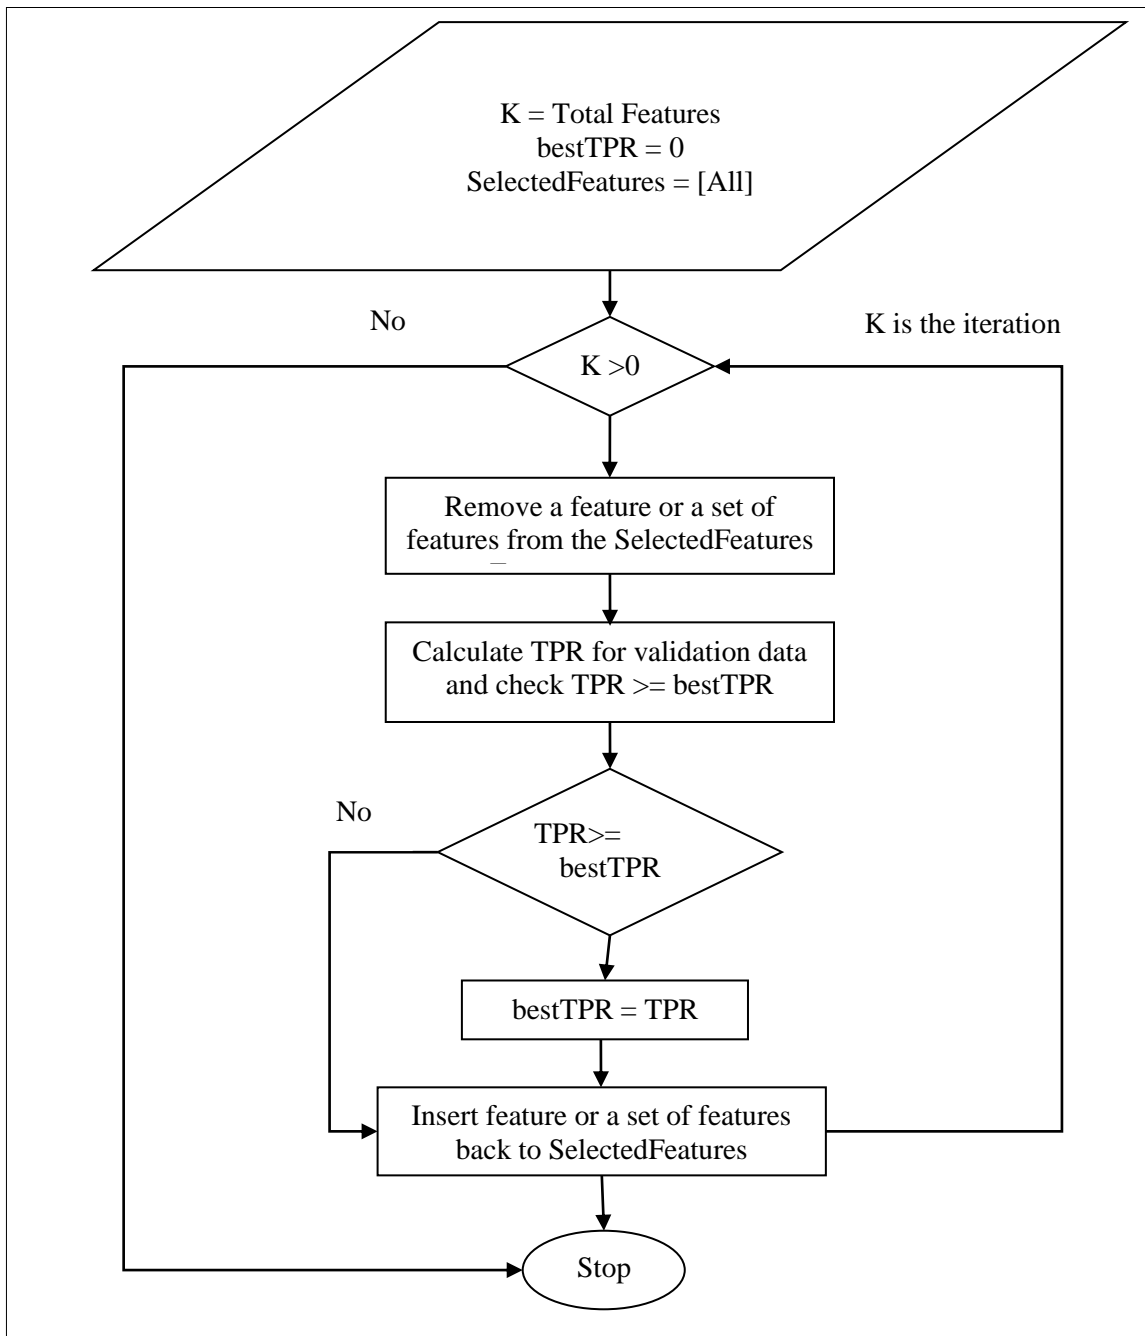 K = Total Features
bestTPR = 0
SelectedFeatures = [All]
No
K is the iteration
K >0
Remove a feature or a set of
features from the SelectedFeatures
Calculate TPR for validation data
and check TPR >= bestTPR
No
TPR>=
bestTPR
bestTPR = TPR
Insert feature or a set of features
back to SelectedFeatures
Stop